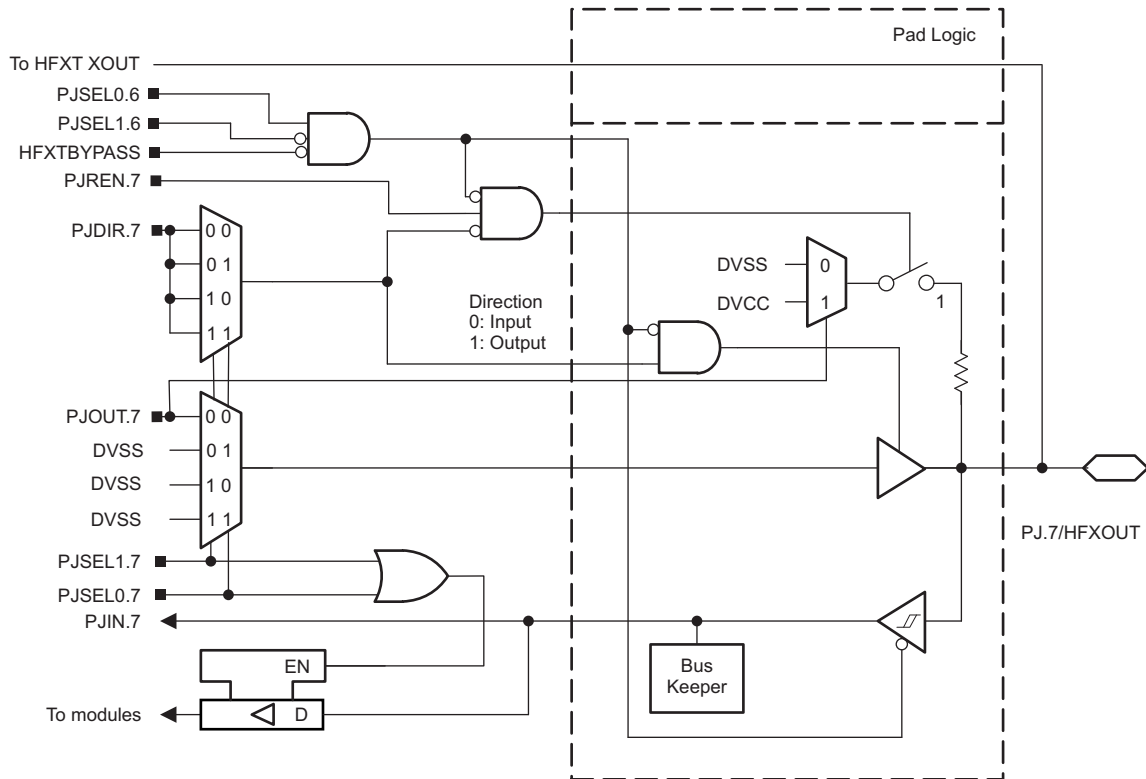 Pad Logic
To HFXT XOUT
PJSEL0.6
PJSEL1.6
HFXTBYPASS
PJREN.7
PJDIR.7
0 0
0 1
1 0
1 1
Direction
0: Input
1: Output
DVSS
0
DVCC
1
1
PJOUT.7
0 0
DVSS
0 1
DVSS
1 0
DVSS
1 1
PJ.7/HFXOUT
PJSEL1.7
PJSEL0.7
PJIN.7
EN
Bus
Keeper
To modules
D